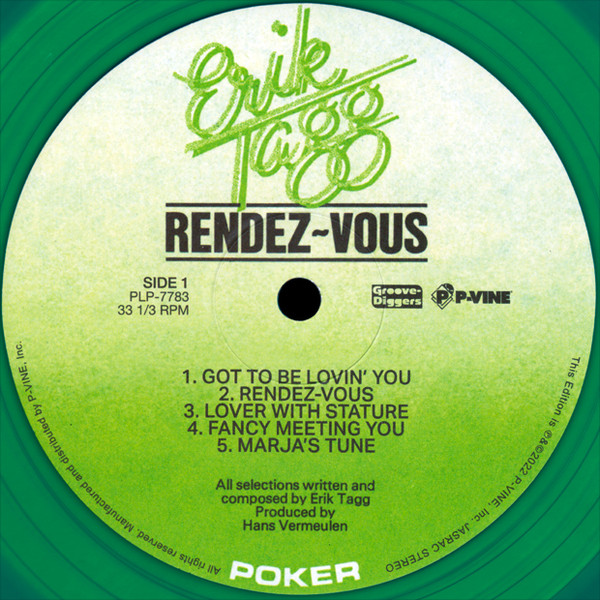 Erik
Tagg
RENDEZ~VOUS
SIDE 1
PLP-7783
33 1/3 RPM
Groove-
Diggers
P P-VINE®
1. GOT TO BE LOVIN' YOU
2. RENDEZ-VOUS
3. LOVER WITH STATURE
4. FANCY MEETING YOU
5. MARJA'S TUNE
All selections written and
composed by Erik Tagg
Produced by
Hans Vermeulen
All rights reserved. Manufactured and distributed by P-VINE, Inc.
This Edition is ℗&©2022 P-VINE, Inc. JASRAC STEREO
POKER